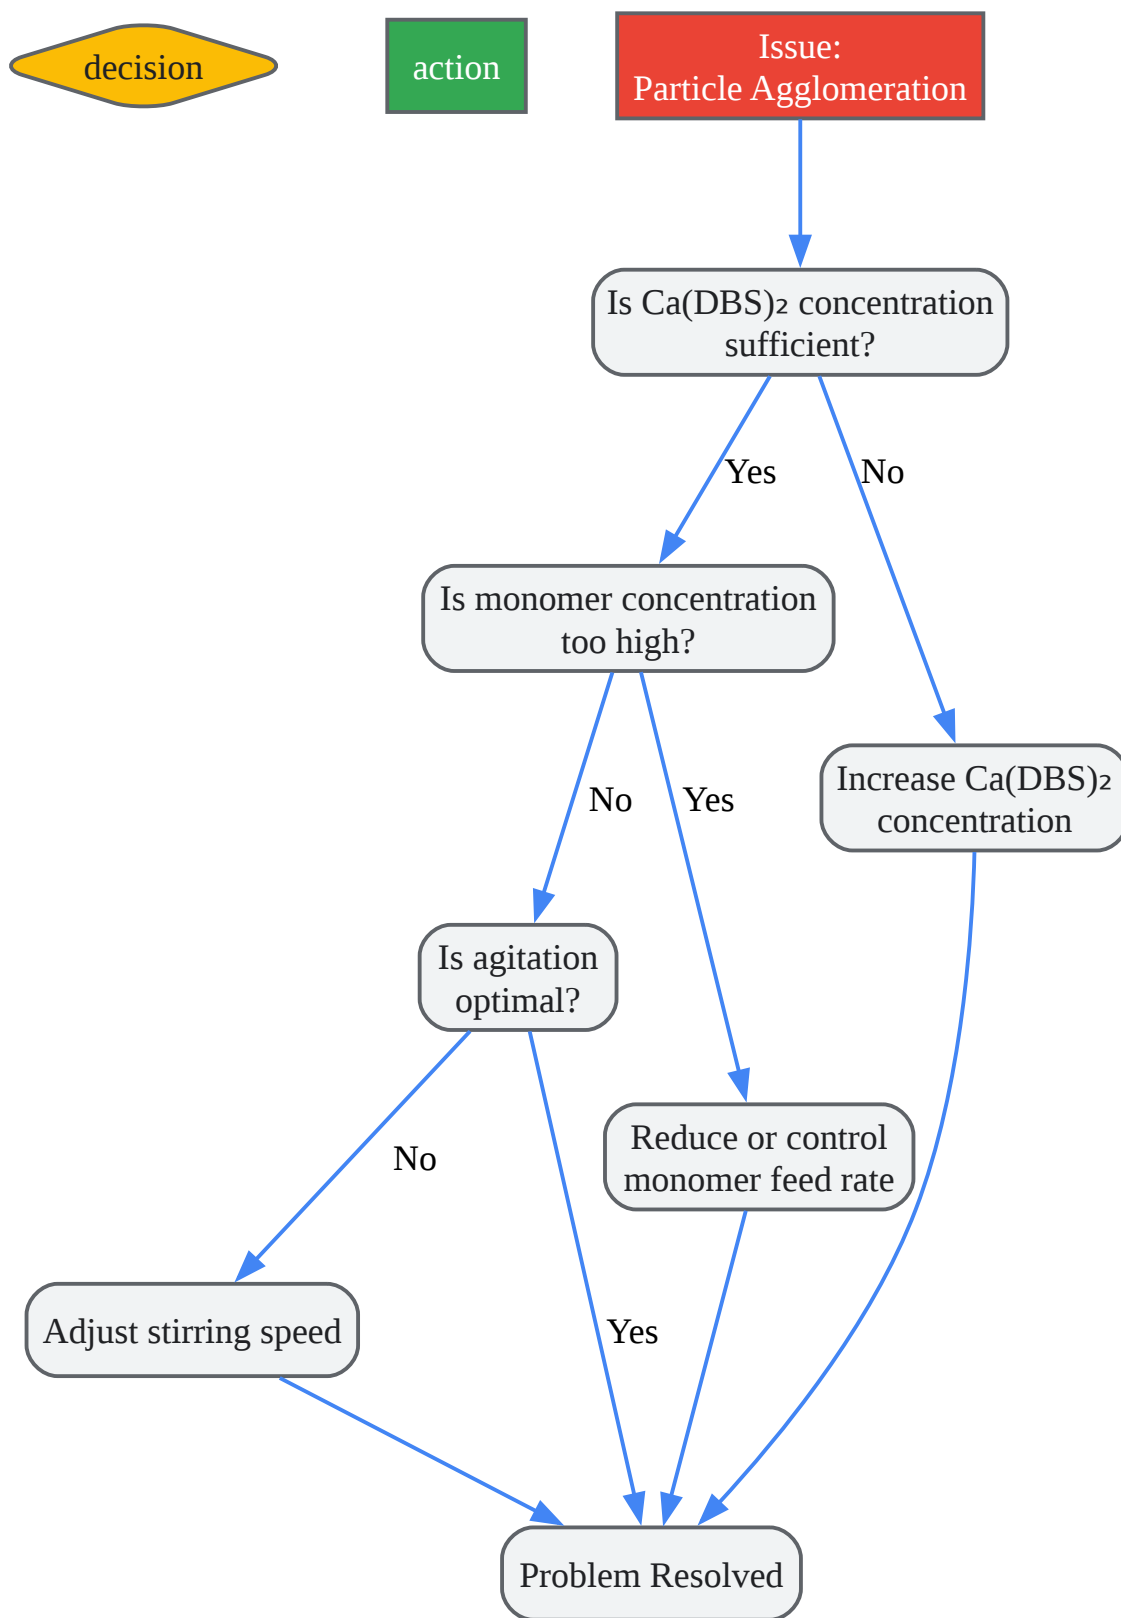 decision
action
Issue:
Particle Agglomeration
Is Ca(DBS)₂ concentration
sufficient?
Yes
No
Is monomer concentration
too high?
Increase Ca(DBS)₂
concentration
No
Yes
Is agitation
optimal?
Reduce or control
monomer feed rate
No
Adjust stirring speed
Yes
Problem Resolved